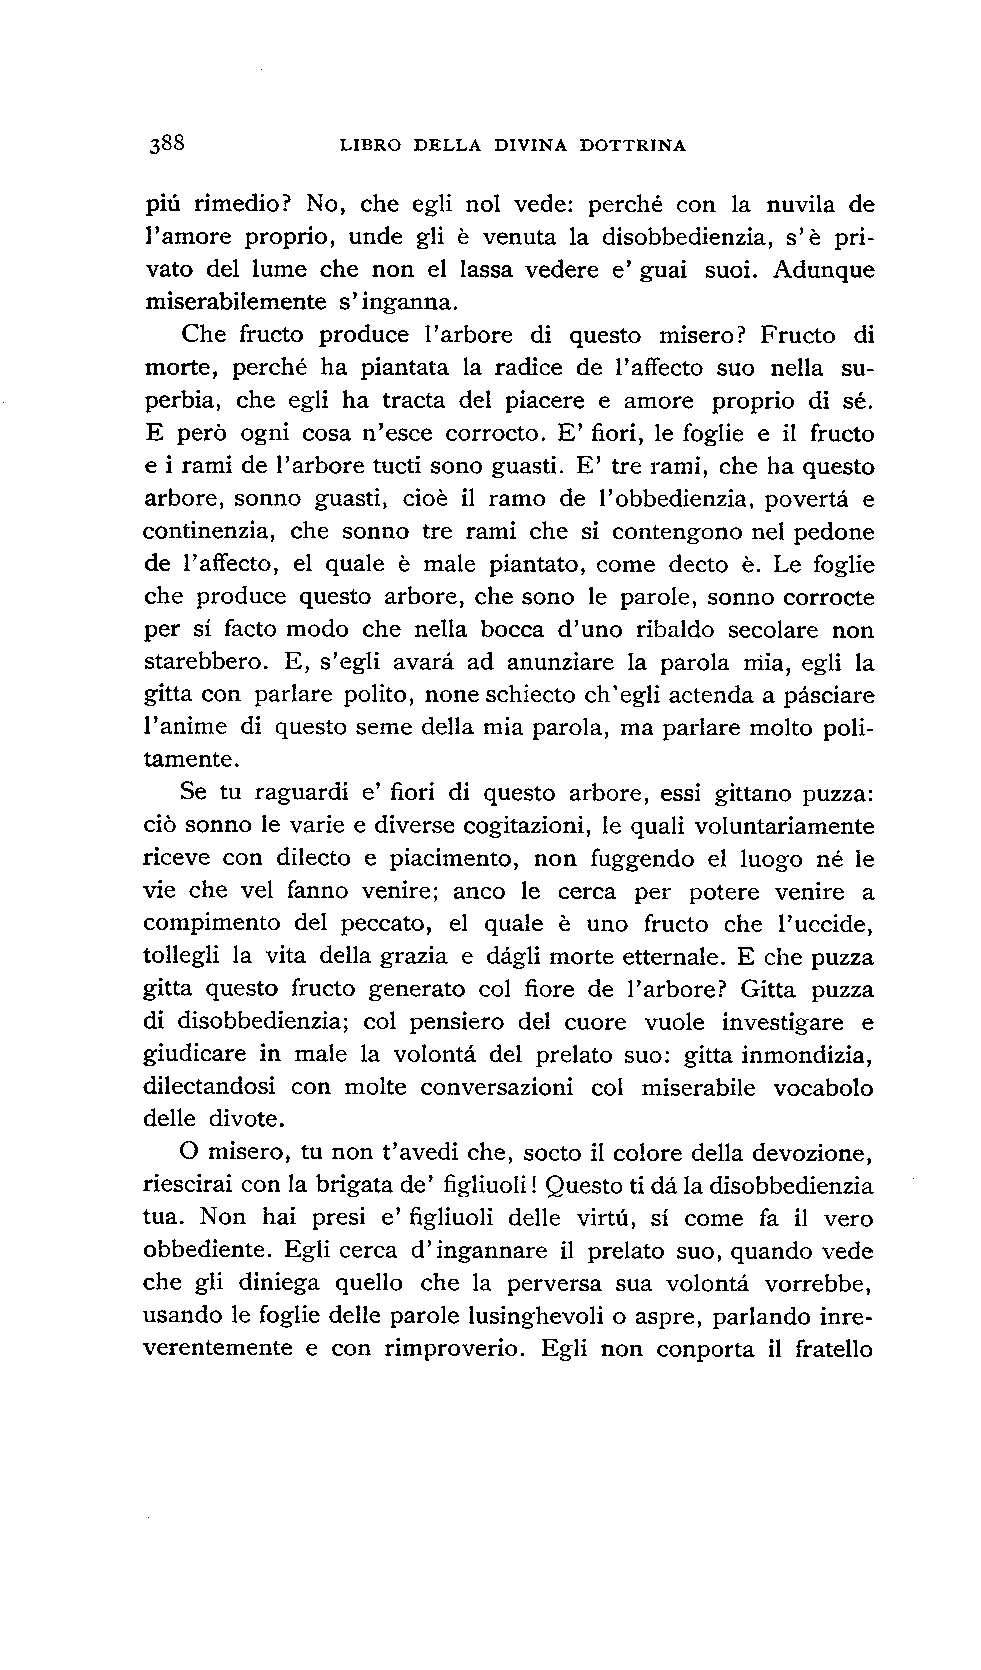 388 LIBRO DELLA DIVINA DOTTRINA
piú rimedio? No, che egli nol vede: perché con la nuvila de
l'amore proprio, unde gli è venuta la disobbedienzia, s'è pri-
vato del lume che non el lassa vedere e' guai suoi. Adunque
miserabilemente s'inganna.
Che fructo produce l'arbore di questo misero? Fructo di
morte, perché ha piantata la radice de l'affecto suo nella su-
perbia, che egli ha tracta del piacere e amore proprio di sé.
E però ogni cosa n'esce corrocto. E' fiori, le foglie e il fructo
e i rami de l'arbore tucti sono guasti. E' tre rami, che ha questo
arbore, sonno guasti, cioè il ramo de l'obbedienzia, povertá e
continenzia, che sonno tre rami che si contengono nel pedone
de l'affecto, el quale è male piantato, come decto è. Le foglie
che produce questo arbore, che sono le parole, sonno corrocte
per sí facto modo che nella bocca d'uno ribaldo secolare non
starebbero. E, s'egli avará ad anunziare la parola mia, egli la
gitta con parlare polito, none schiecto ch'egli actenda a pásciare
l'anime di questo seme della mia parola, ma parlare molto poli-
tamente.
Se tu raguardi e' fiori di questo arbore, essi gittano puzza:
ciò sonno le varie e diverse cogitazioni, le quali voluntariamente
riceve con dilecto e piacimento, non fuggendo el luogo né le
vie che vel fanno venire; anco le cerca per potere venire a
compimento del peccato, el quale è uno fructo che l'uccide,
tollegli la vita della grazia e dágli morte etternale. E che puzza
gitta questo fructo generato col fiore de l'arbore? Gitta puzza
di disobbedienzia; col pensiero del cuore vuole investigare e
giudicare in male la volontá del prelato suo: gitta inmondizia,
dilectandosi con molte conversazioni col miserabile vocabolo
delle divote.
O misero, tu non t'avedi che, socto il colore della devozione,
riescirai con la brigata de' figliuoli! Questo ti dá la disobbedienzia
tua. Non hai presi e' figliuoli delle virtú, sí come fa il vero
obbediente. Egli cerca d'ingannare il prelato suo, quando vede
che gli diniega quello che la perversa sua volontá vorrebbe,
usando le foglie delle parole lusinghevoli o aspre, parlando inre-
verentemente e con rimproverio. Egli non conporta il fratello